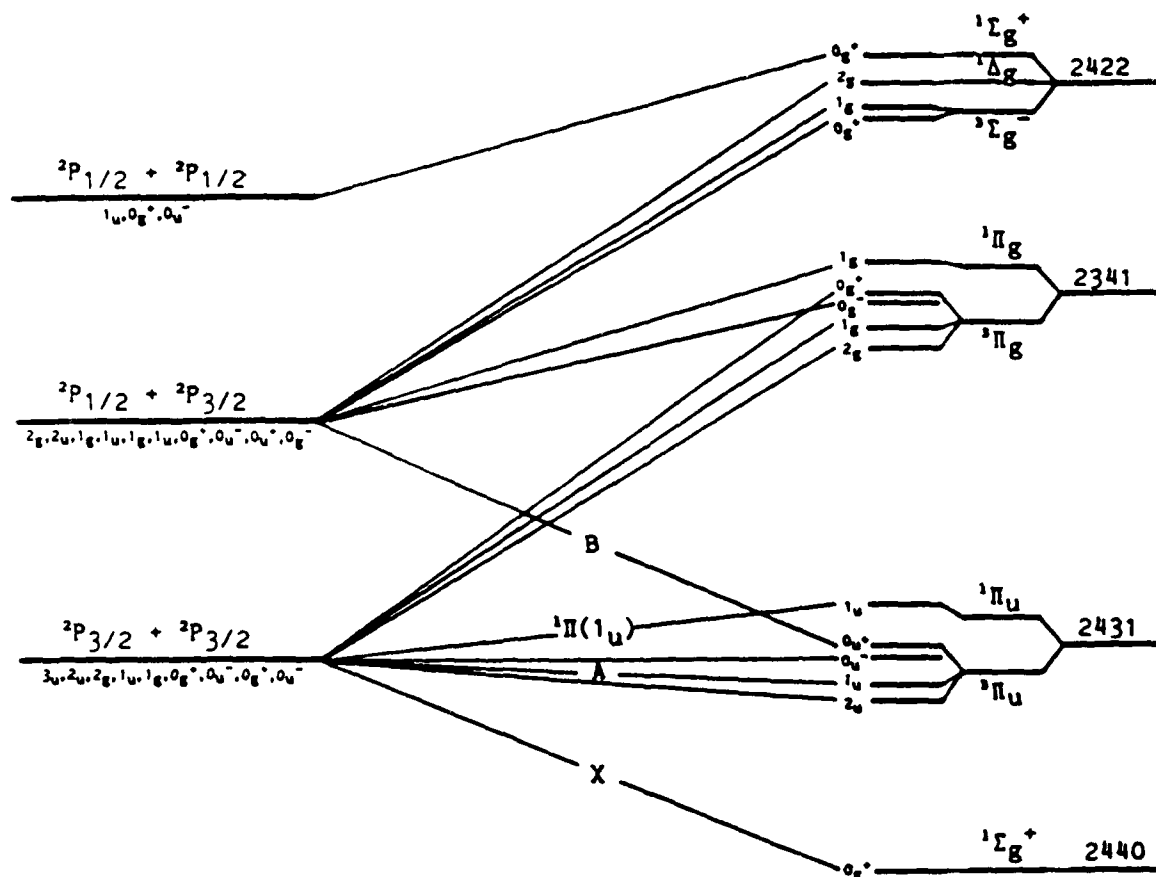 ¹Σg⁺
0g⁺
¹Δg
2422
2g
1g
0g⁺
³Σg⁻
²P1/2 + ²P1/2
1u,0g⁺,0u⁻
¹Πg
1g
2341
0g⁺
0g⁻
1g
³Πg
2g
²P1/2 + ²P3/2
2g,2u,1g,1u,1g,1u,0g⁺,0u⁻,0u⁺,0g⁻
B
1u
¹Πu
¹Π(1u)
²P3/2 + ²P3/2
2431
0u⁺
0u⁻
3u,2u,2g,1u,1g,0g⁺,0u⁻,0g⁺,0u⁻
A
1u
³Πu
2u
X
¹Σg⁺
2440
0g⁺